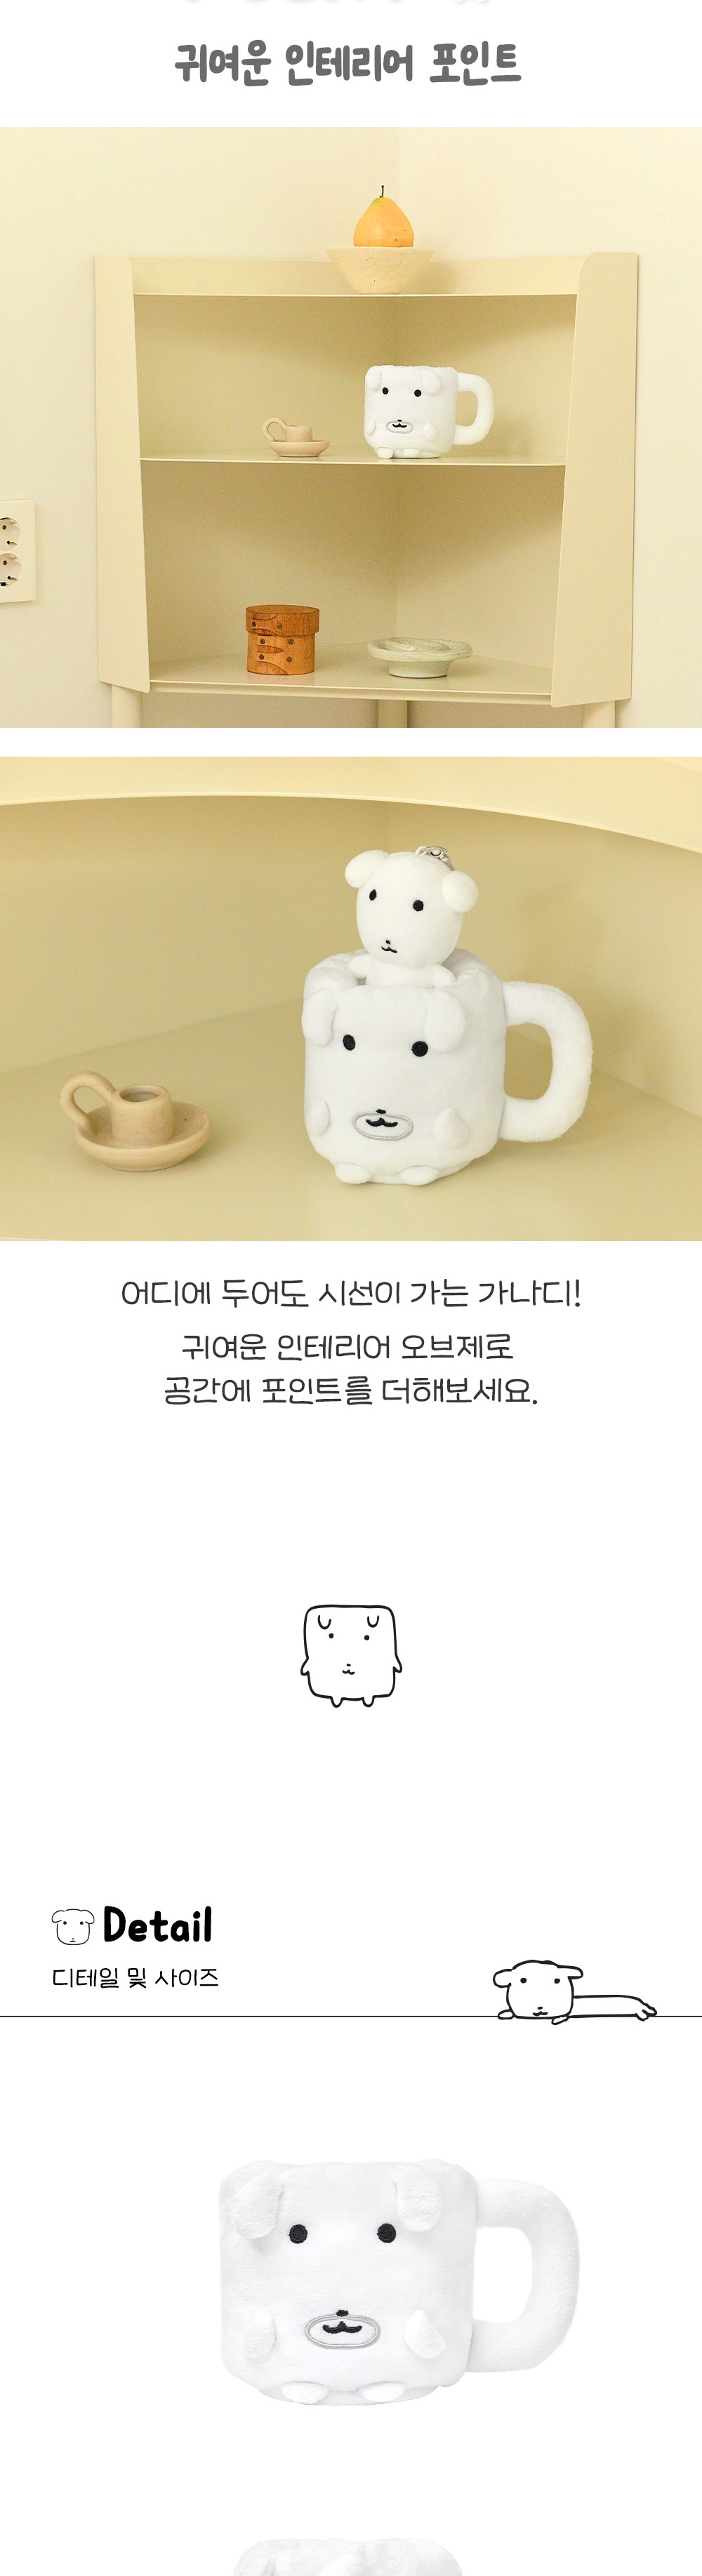 귀여운 인테리어 포인트
어디에 두어도 시선이 가는 가나디!
귀여운 인테리어 오브제로
공간에 포인트를 더해보세요.
Detail
디테일 및 사이즈